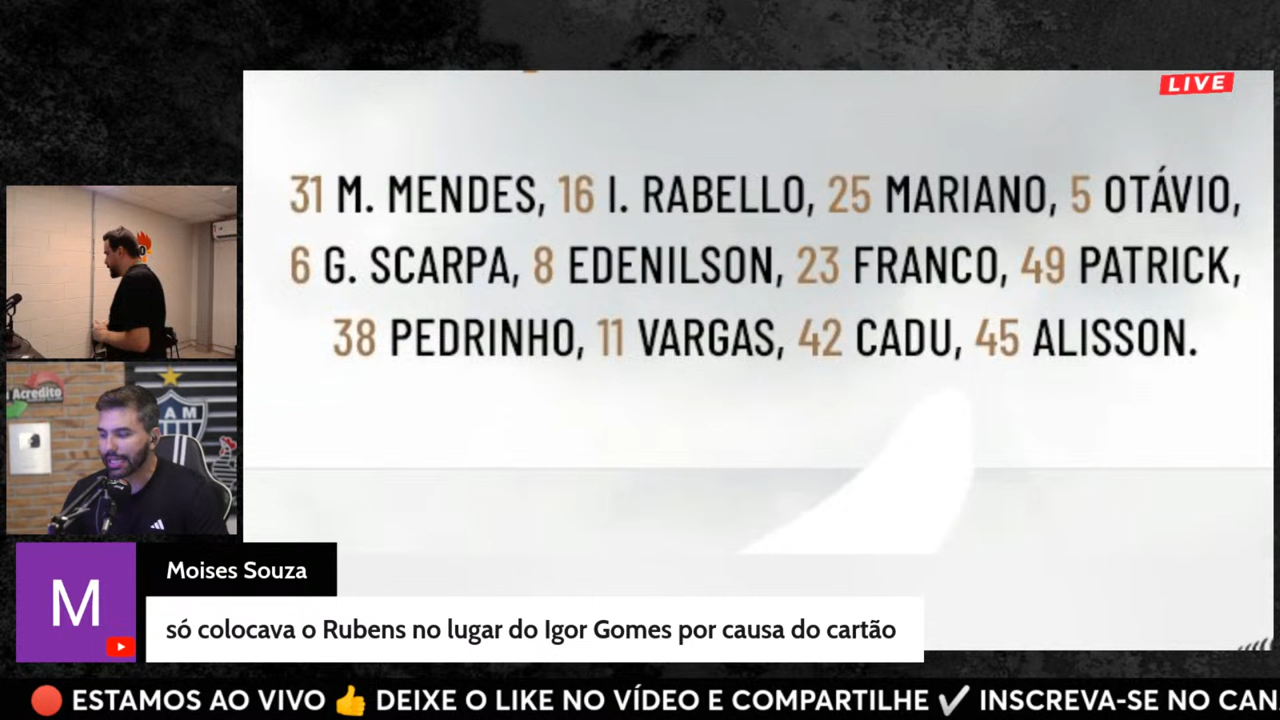 LIVE
31 M. MENDES, 16 I. RABELLO, 25 MARIANO, 5 OTÁVIO,
6 G. SCARPA, 8 EDENILSON, 23 FRANCO, 49 PATRICK,
38 PEDRINHO, 11 VARGAS, 42 CADU, 45 ALISSON.
Acredito
AM
M
Moises Souza
só colocava o Rubens no lugar do Igor Gomes por causa do cartão
🔴 ESTAMOS AO VIVO 👍 DEIXE O LIKE NO VÍDEO E COMPARTILHE ✔ INSCREVA-SE NO CAN